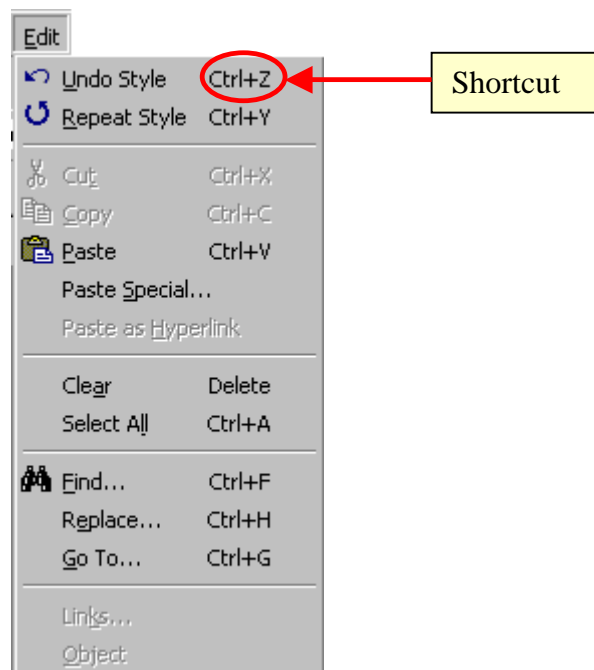 Edit
Undo Style Ctrl+Z
Shortcut
Repeat Style Ctrl+Y
Cut Ctrl+X
Copy Ctrl+C
Paste Ctrl+V
Paste Special...
Paste as Hyperlink
Clear Delete
Select All Ctrl+A
Find... Ctrl+F
Replace... Ctrl+H
Go To... Ctrl+G
Links...
Object